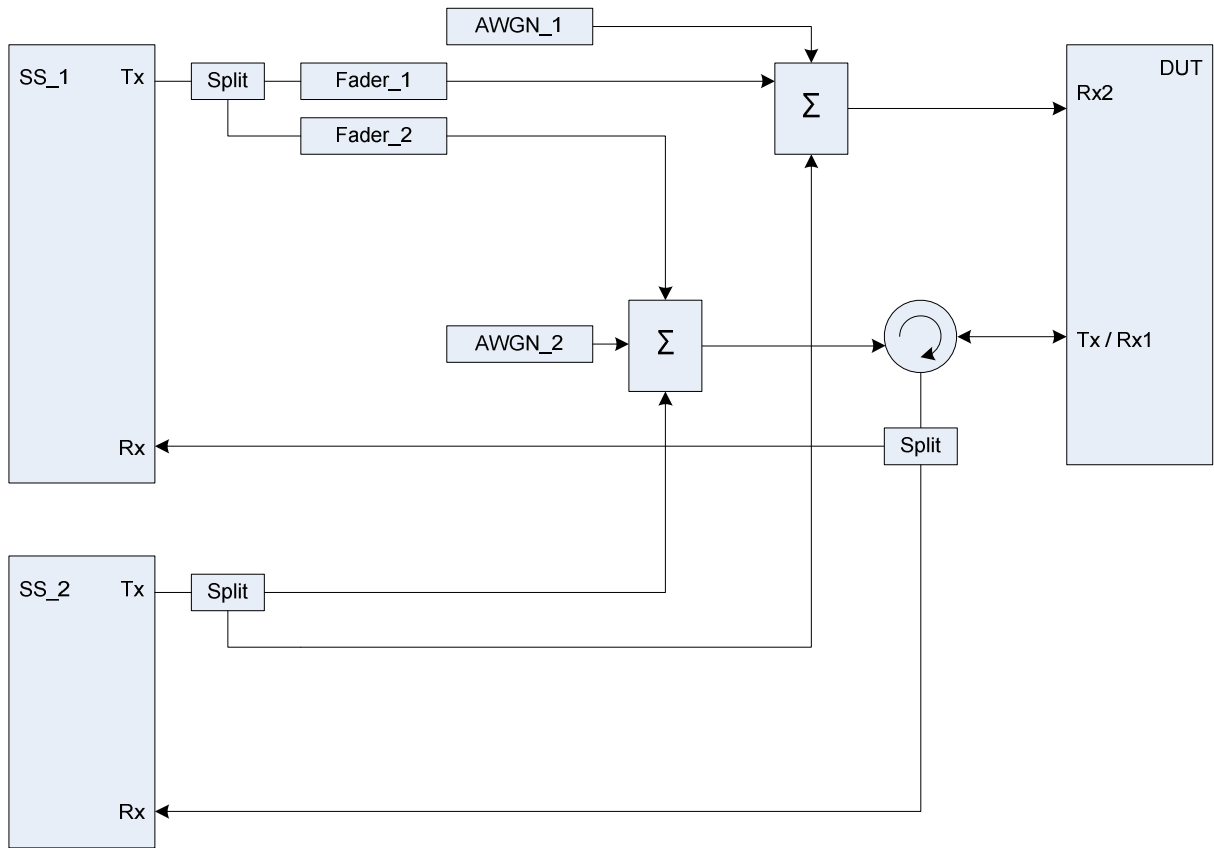 AWGN_1
SS_1
Tx
Split
Fader_1
Σ
DUT
Rx2
Fader_2
AWGN_2
Σ
Tx / Rx1
Rx
Split
SS_2
Tx
Split
Rx